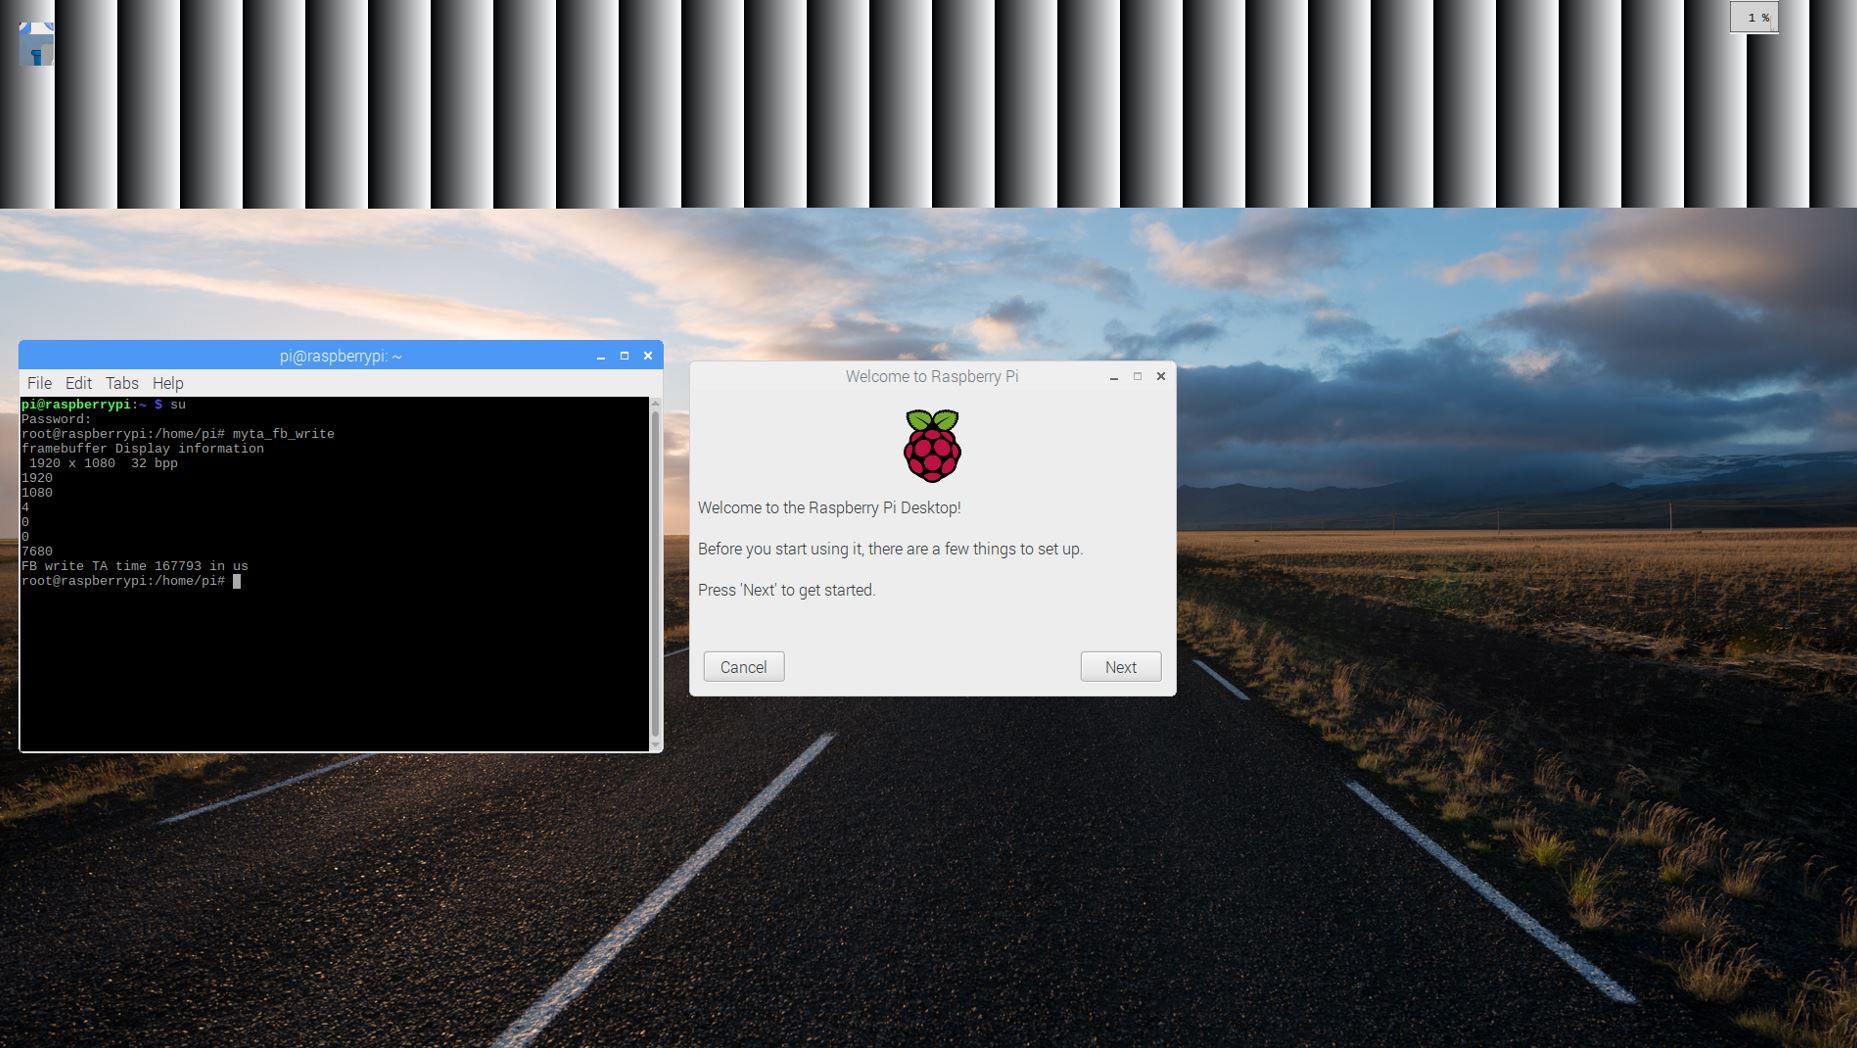 1 %
pi@raspberrypi: ~
File Edit Tabs Help
pi@raspberrypi:~ $ su
Password:
root@raspberrypi:/home/pi# myta_fb_write
framebuffer Display information
1920 x 1080  32 bpp
1920
1080
4
0
0
7680
FB write TA time 167793 in us
root@raspberrypi:/home/pi#
Welcome to Raspberry Pi
Welcome to the Raspberry Pi Desktop!
Before you start using it, there are a few things to set up.
Press 'Next' to get started.
Cancel
Next